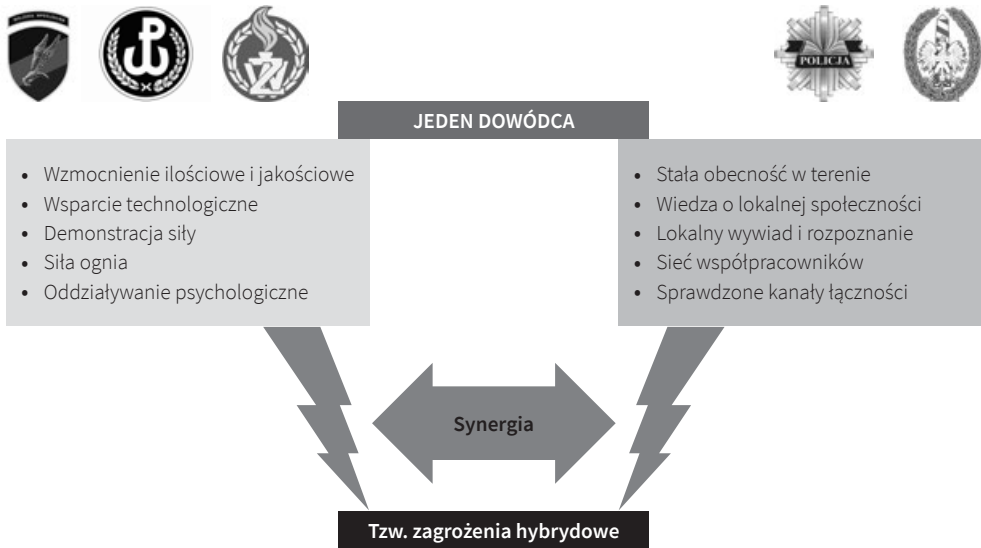 POLICJA
JEDEN DOWÓDCA
• Wzmocnienie ilościowe i jakościowe
• Wsparcie technologiczne
• Demonstracja siły
• Siła ognia
• Oddziaływanie psychologiczne
• Stała obecność w terenie
• Wiedza o lokalnej społeczności
• Lokalny wywiad i rozpoznanie
• Sieć współpracowników
• Sprawdzone kanały łączności
Synergia
Tzw. zagrożenia hybrydowe